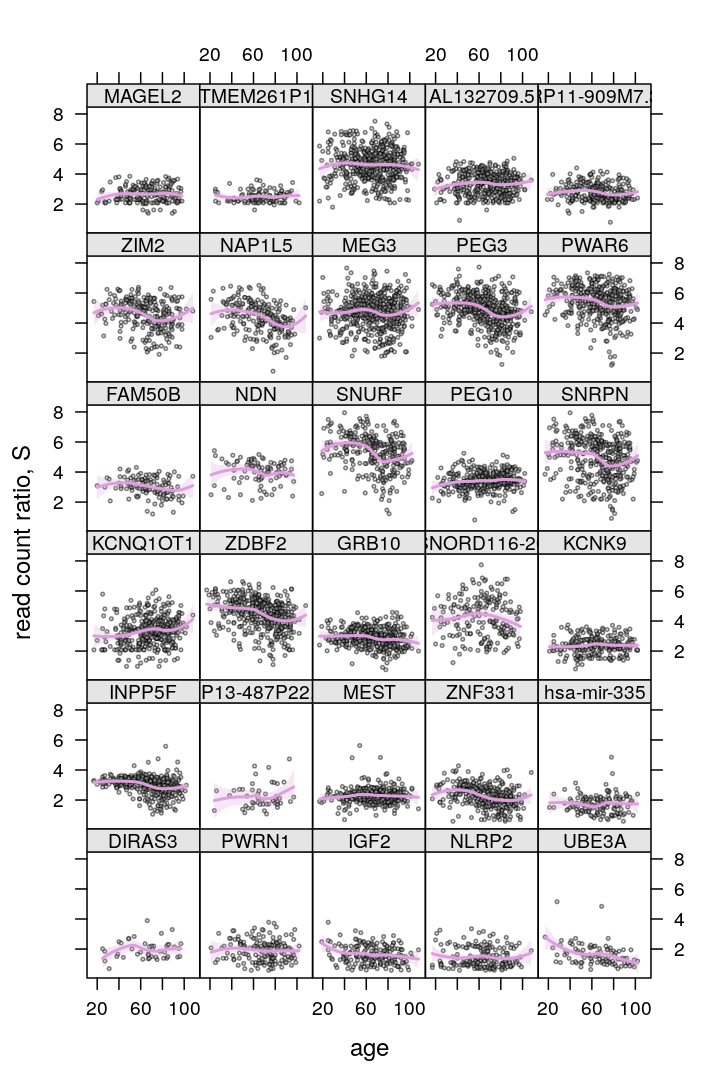 20 60 100 20 60 100
MAGEL2 TMEM261P1 SNHG14 AL132709.5 RP11-909M7.
8
6
4
2
ZIM2 NAP1L5 MEG3 PEG3 PWAR6
8
6
4
2
FAM50B NDN SNURF PEG10 SNRPN
8
6
4
2
KCNQ1OT1 ZDBF2 GRB10 SNORD116-2 KCNK9
8
6
4
2
INPP5F P13-487P22 MEST ZNF331 hsa-mir-335
8
6
4
2
DIRAS3 PWRN1 IGF2 NLRP2 UBE3A
8
6
4
2
20 60 100 20 60 100 20 60 100
age
read count ratio, S